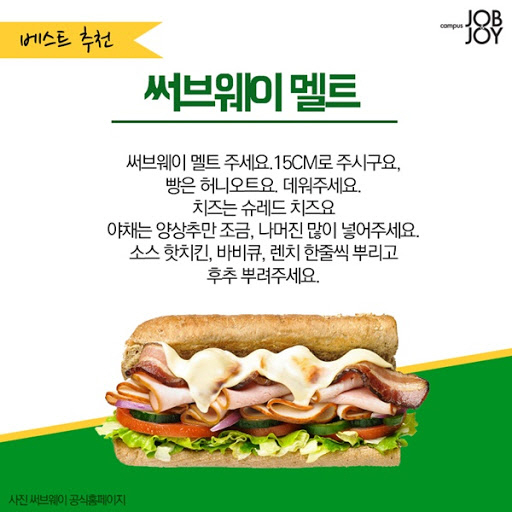 베스트 추천
campus JOB & JOY
써브웨이 멜트
써브웨이 멜트 주세요.15CM로 주시구요,
빵은 허니오트요. 데워주세요.
치즈는 슈레드 치즈요
야채는 양상추만 조금, 나머진 많이 넣어주세요.
소스 핫치킨, 바비큐, 렌치 한줄씩 뿌리고
후추 뿌려주세요.
사진 써브웨이 공식홈페이지